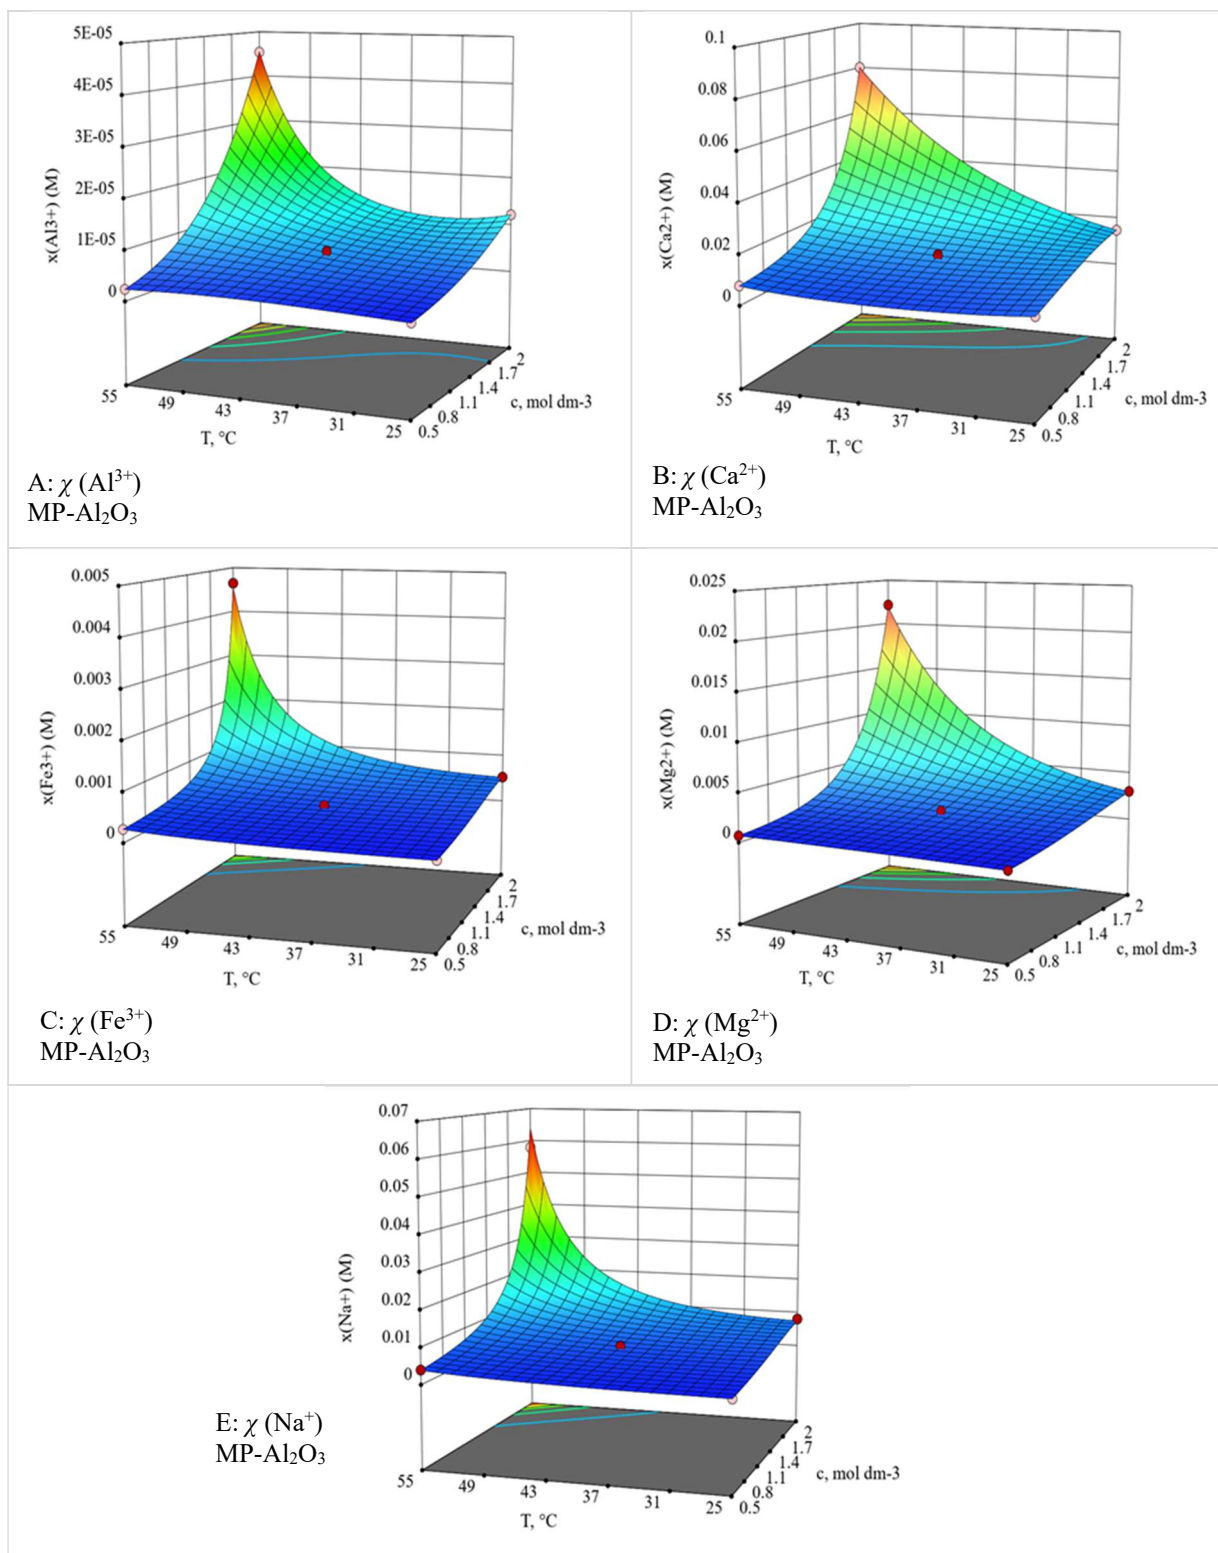 5E-05
4E-05
3E-05
2E-05
1E-05
0
x(Al3+) (M)
55
49
43
37
31
25
T, °C
0.5
0.8
1.1
1.4
1.7
2
c, mol dm-3
A: χ (Al³⁺)
MP-Al₂O₃
0.1
0.08
0.06
0.04
0.02
0
x(Ca2+) (M)
55
49
43
37
31
25
T, °C
0.5
0.8
1.1
1.4
1.7
2
c, mol dm-3
B: χ (Ca²⁺)
MP-Al₂O₃
0.005
0.004
0.003
0.002
0.001
0
x(Fe3+) (M)
55
49
43
37
31
25
T, °C
0.5
0.8
1.1
1.4
1.7
2
c, mol dm-3
C: χ (Fe³⁺)
MP-Al₂O₃
0.025
0.02
0.015
0.01
0.005
0
x(Mg2+) (M)
55
49
43
37
31
25
T, °C
0.5
0.8
1.1
1.4
1.7
2
c, mol dm-3
D: χ (Mg²⁺)
MP-Al₂O₃
0.07
0.06
0.05
0.04
0.03
0.02
0.01
0
x(Na+) (M)
55
49
43
37
31
25
T, °C
0.5
0.8
1.1
1.4
1.7
2
c, mol dm-3
E: χ (Na⁺)
MP-Al₂O₃